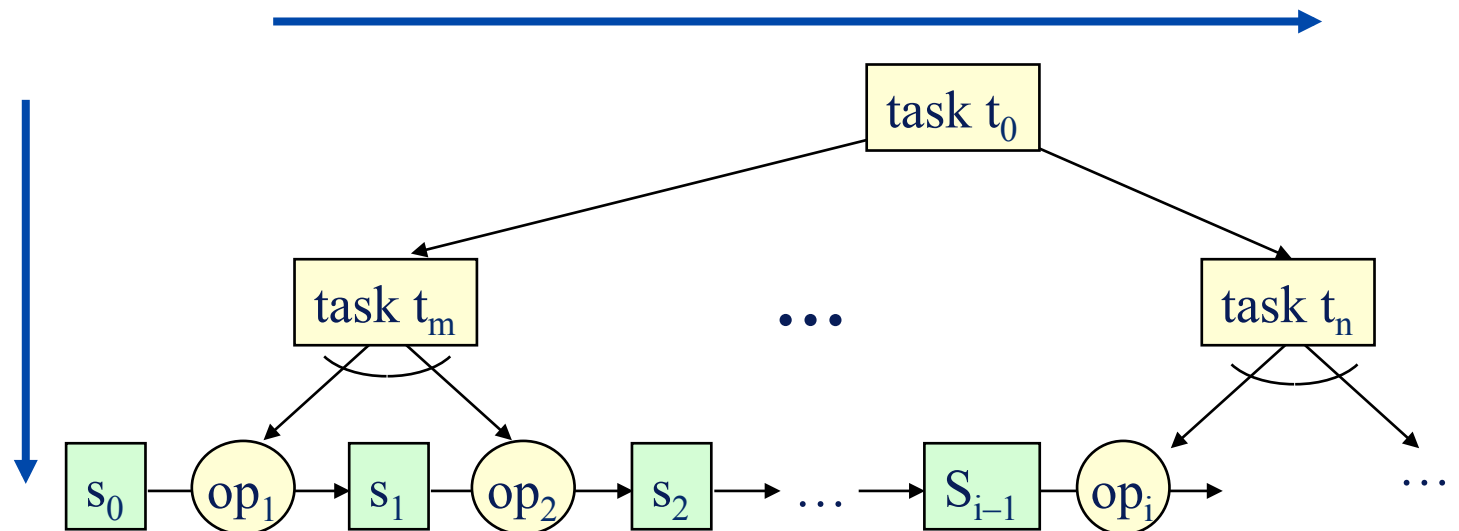 task t₀
task tₘ ... task tₙ
s₀ op₁ s₁ op₂ s₂ ... Sᵢ₋₁ opᵢ ...